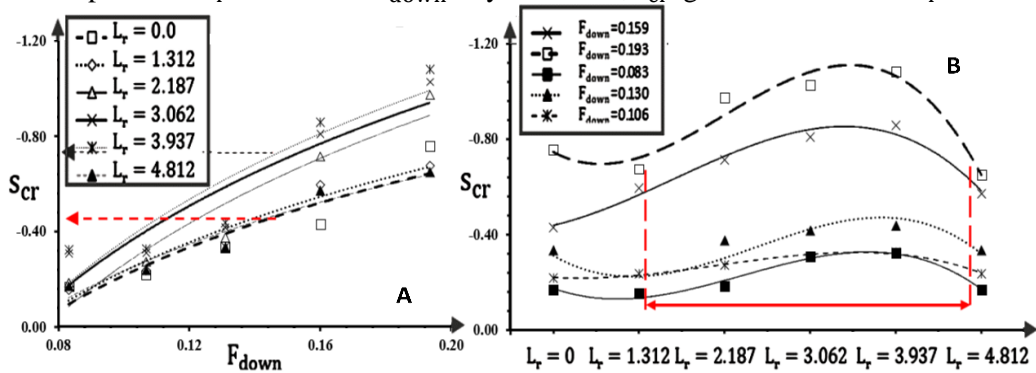 -1.20
-0.80
-0.40
0.00
S_cr
L_r = 0.0
L_r = 1.312
L_r = 2.187
L_r = 3.062
L_r = 3.937
L_r = 4.812
A
0.08 0.12 0.16 0.20
F_down
-1.20
-0.80
-0.40
0.00
S_cr
F_down=0.159
F_down=0.193
F_down=0.083
F_down=0.130
F_down=0.106
B
L_r = 0 L_r = 1.312 L_r = 2.187 L_r = 3.062 L_r = 3.937 L_r = 4.812